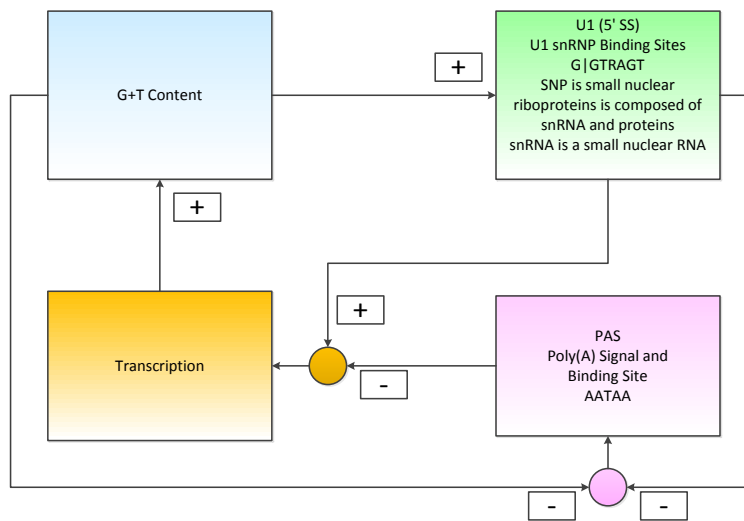 U1 (5' SS)
U1 snRNP Binding Sites
G|GTRAGT
SNP is small nuclear
riboproteins is composed of
snRNA and proteins
snRNA is a small nuclear RNA
G+T Content
+
+
Transcription
+
-
PAS
Poly(A) Signal and
Binding Site
AATAA
-
-